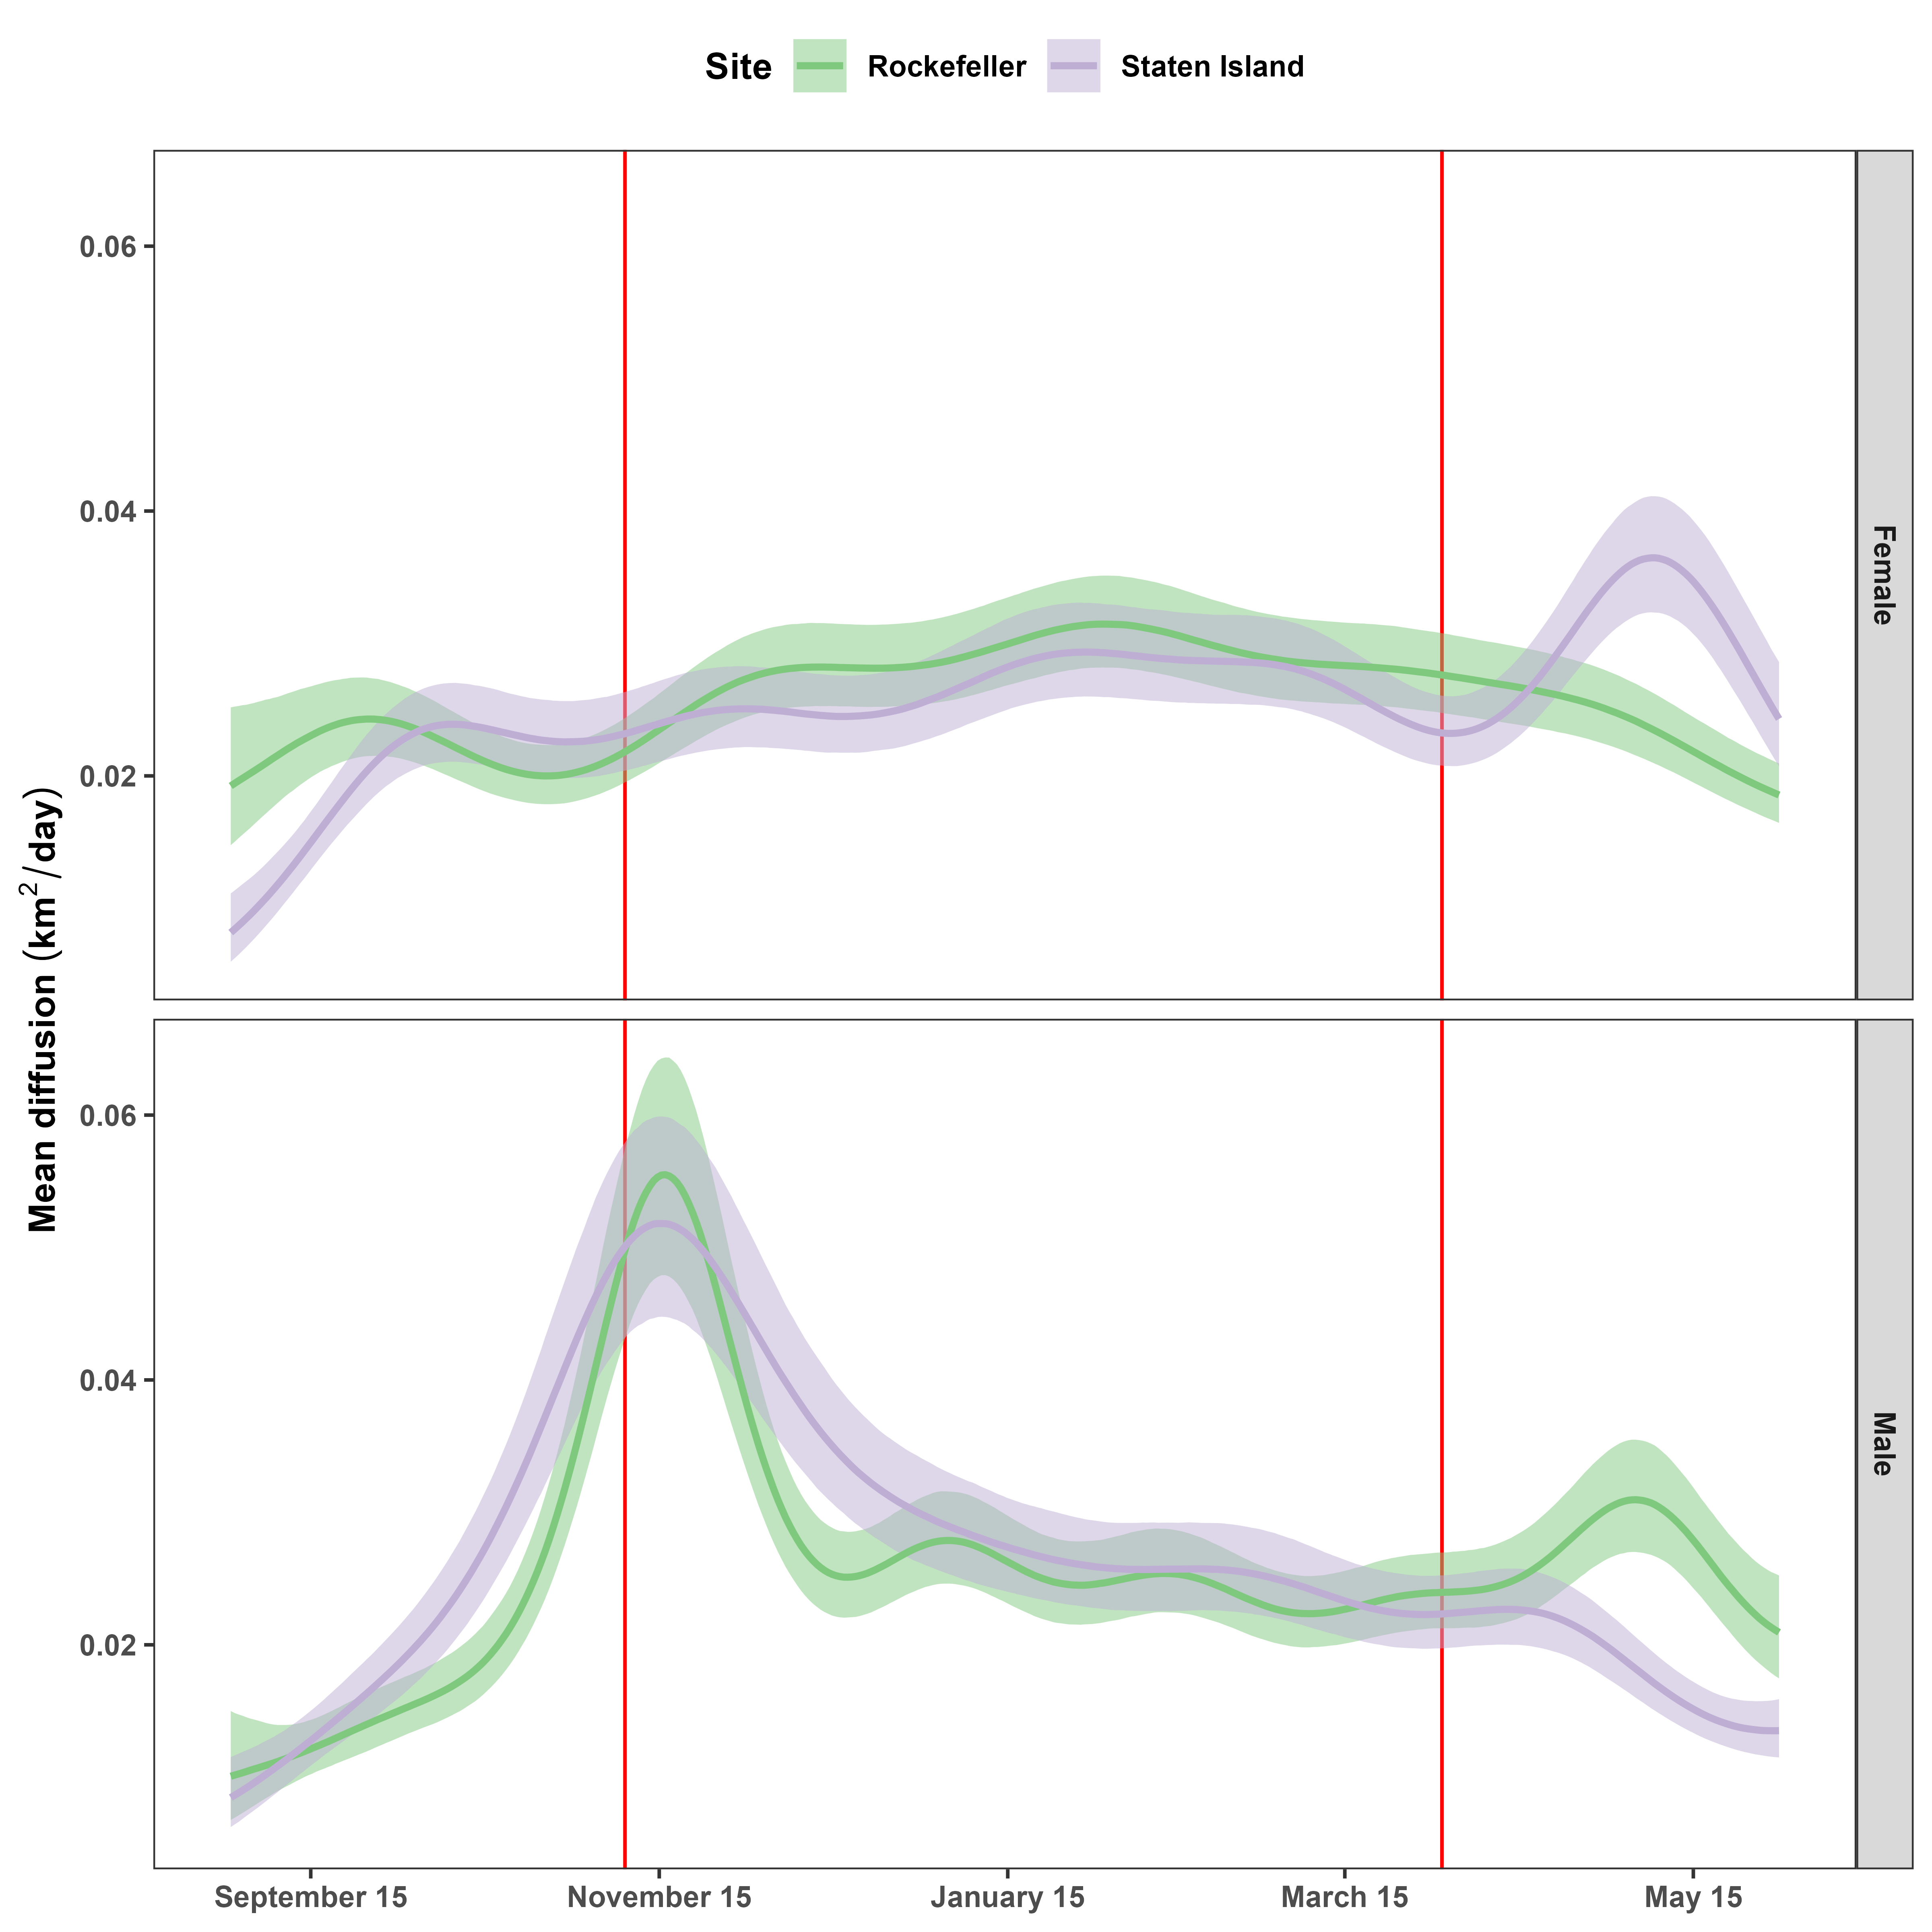 Site Rockefeller Staten Island
0.06
0.04
0.02
Female
Mean diffusion (km²/day)
0.06
0.04
0.02
Male
September 15 November 15 January 15 March 15 May 15